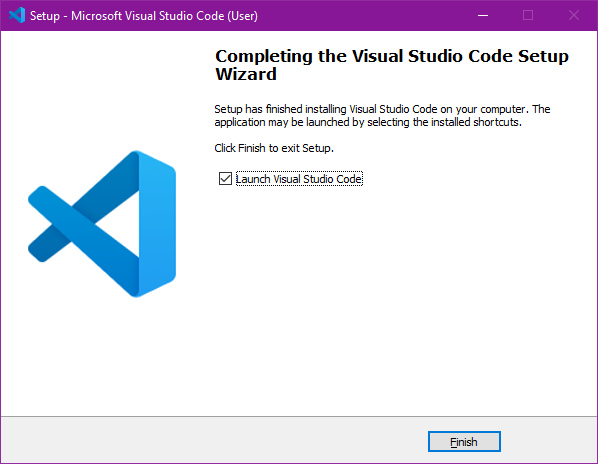 Setup - Microsoft Visual Studio Code (User)
Completing the Visual Studio Code Setup
Wizard
Setup has finished installing Visual Studio Code on your computer. The
application may be launched by selecting the installed shortcuts.
Click Finish to exit Setup.
Launch Visual Studio Code
Finish